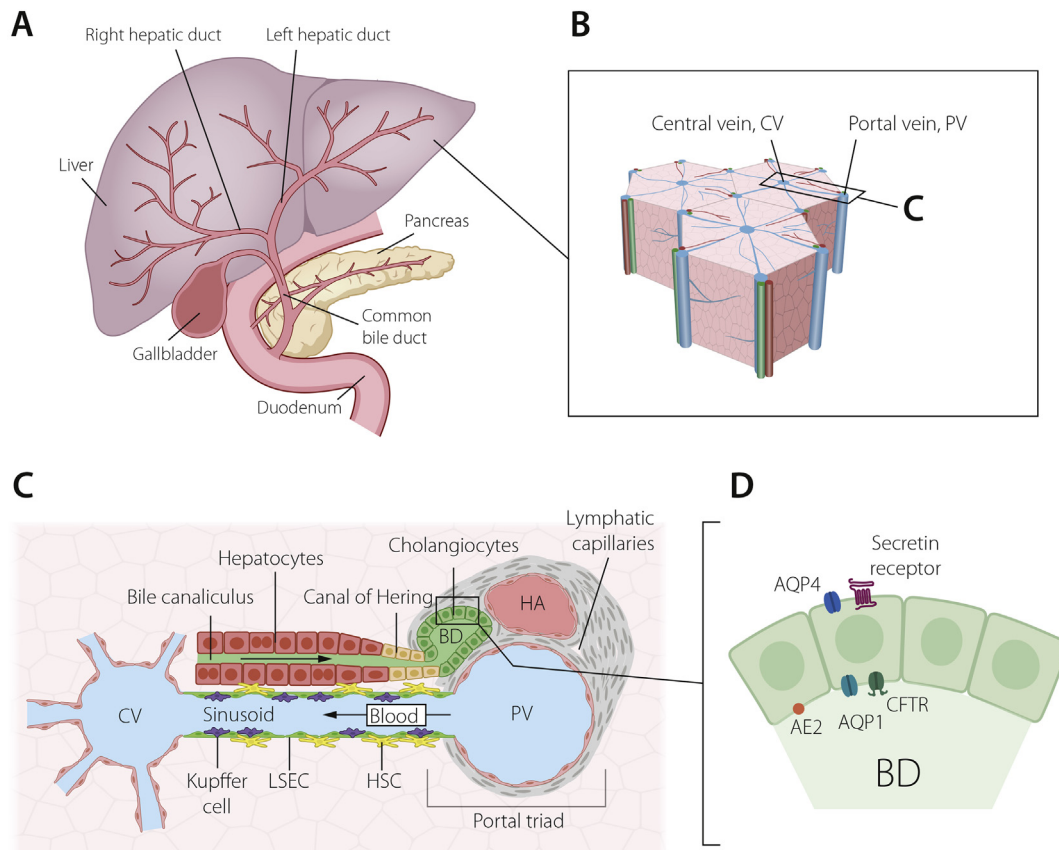 A
Right hepatic duct
Left hepatic duct
Liver
Pancreas
Common
bile duct
Gallbladder
Duodenum
B
Central vein, CV
Portal vein, PV
C
C
Lymphatic
capillaries
Cholangiocytes
Hepatocytes
Bile canaliculus
Canal of Hering
HA
BD
CV
Sinusoid
Blood
PV
Kupffer
cell
LSEC
HSC
Portal triad
D
Secretin
receptor
AQP4
CFTR
AE2
AQP1
BD